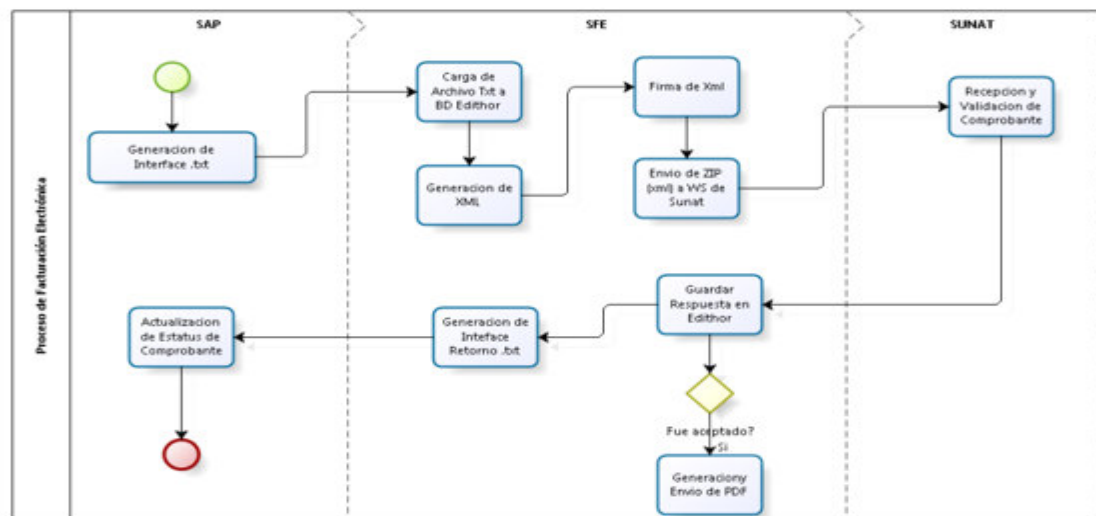 SAP
SFE
SUNAT
Proceso de Facturación Electrónica
Generacion de
Interface .txt
Carga de
Archivo Txt a
BD Edithor
Generacion de
XML
Firma de Xml
Envio de ZIP
(xml) a WS de
Sunat
Recepcion y
Validacion de
Comprobante
Guardar
Respuesta en
Edithor
Generacion de
Inteface
Retorno .txt
Actualizacion
de Estatus de
Comprobante
Fue aceptado?
Si
Generaciony
Envio de PDF